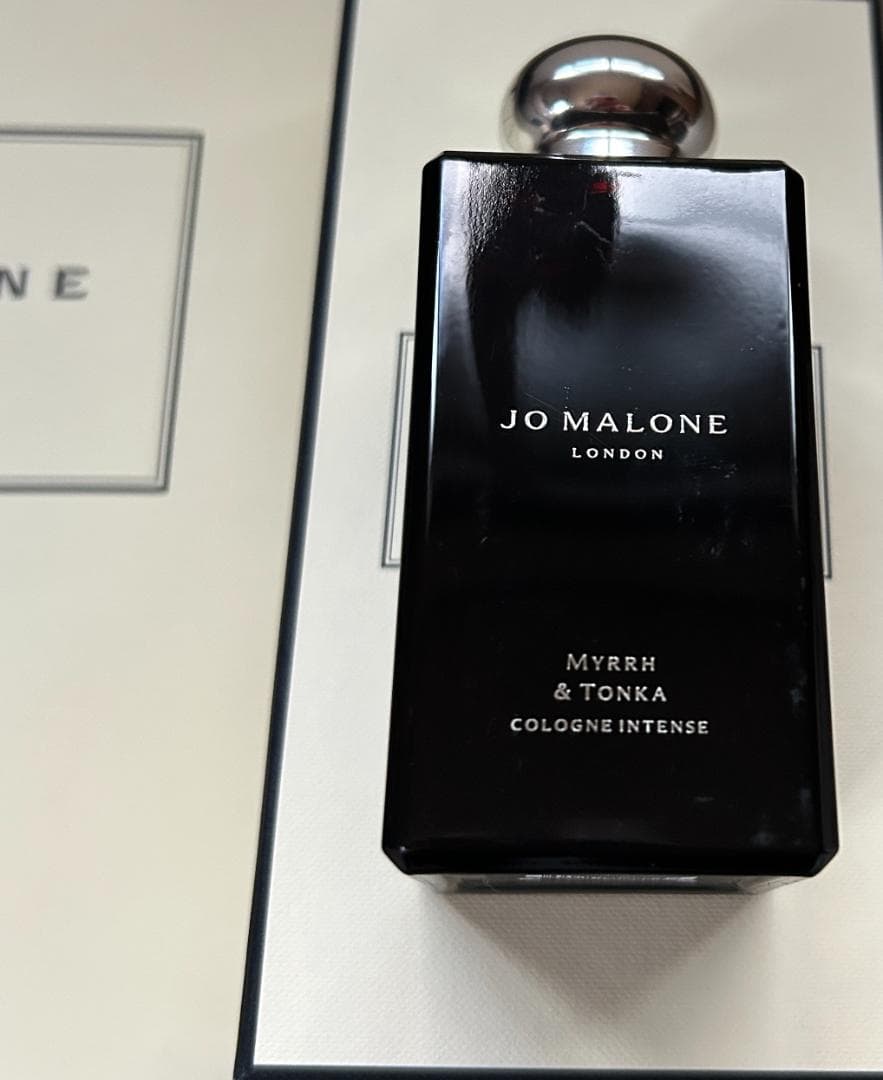 NE
JO MALONE
LONDON
MYRRH
& TONKA
COLOGNE INTENSE